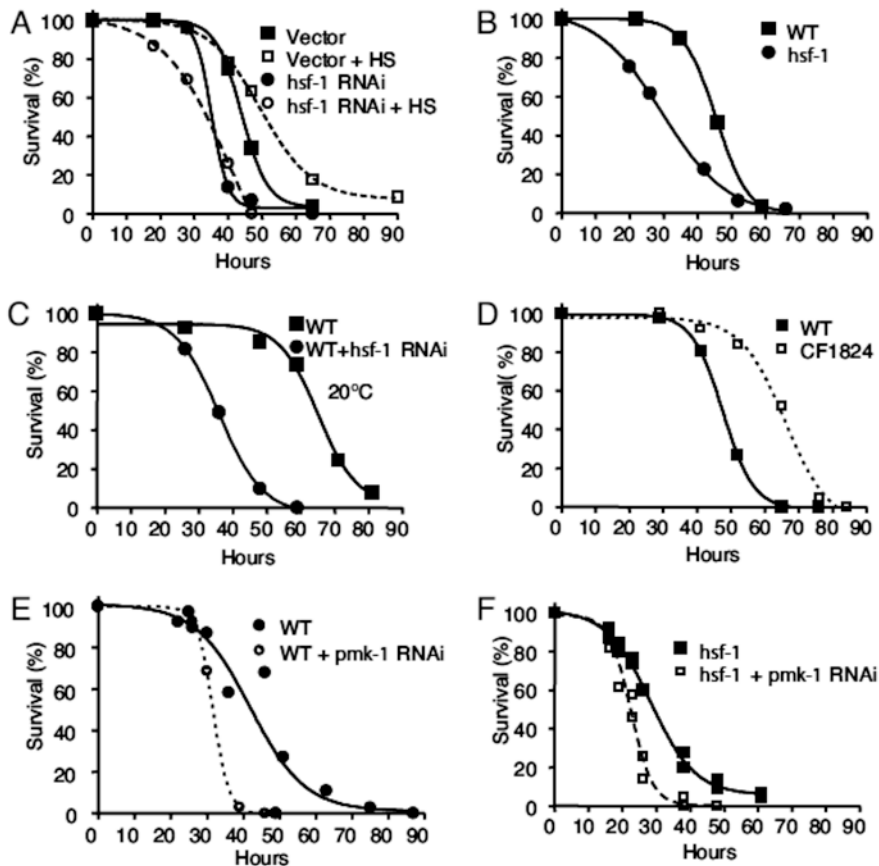 A
Survival (%)
100
80
60
40
20
0
Vector
Vector + HS
hsf-1 RNAi
hsf-1 RNAi + HS
0 10 20 30 40 50 60 70 80 90
Hours
B
Survival (%)
100
80
60
40
20
0
WT
hsf-1
0 10 20 30 40 50 60 70 80 90
Hours
C
Survival (%)
100
80
60
40
20
0
WT
WT+hsf-1 RNAi
20°C
0 10 20 30 40 50 60 70 80 90
Hours
D
Survival( %)
100
80
60
40
20
0
WT
CF1824
0 10 20 30 40 50 60 70 80 90
Hours
E
Survival (%)
100
80
60
40
20
0
WT
WT + pmk-1 RNAi
0 10 20 30 40 50 60 70 80 90
Hours
F
Survival (%)
100
80
60
40
20
0
hsf-1
hsf-1 + pmk-1 RNAi
0 10 20 30 40 50 60 70 80 90
Hours